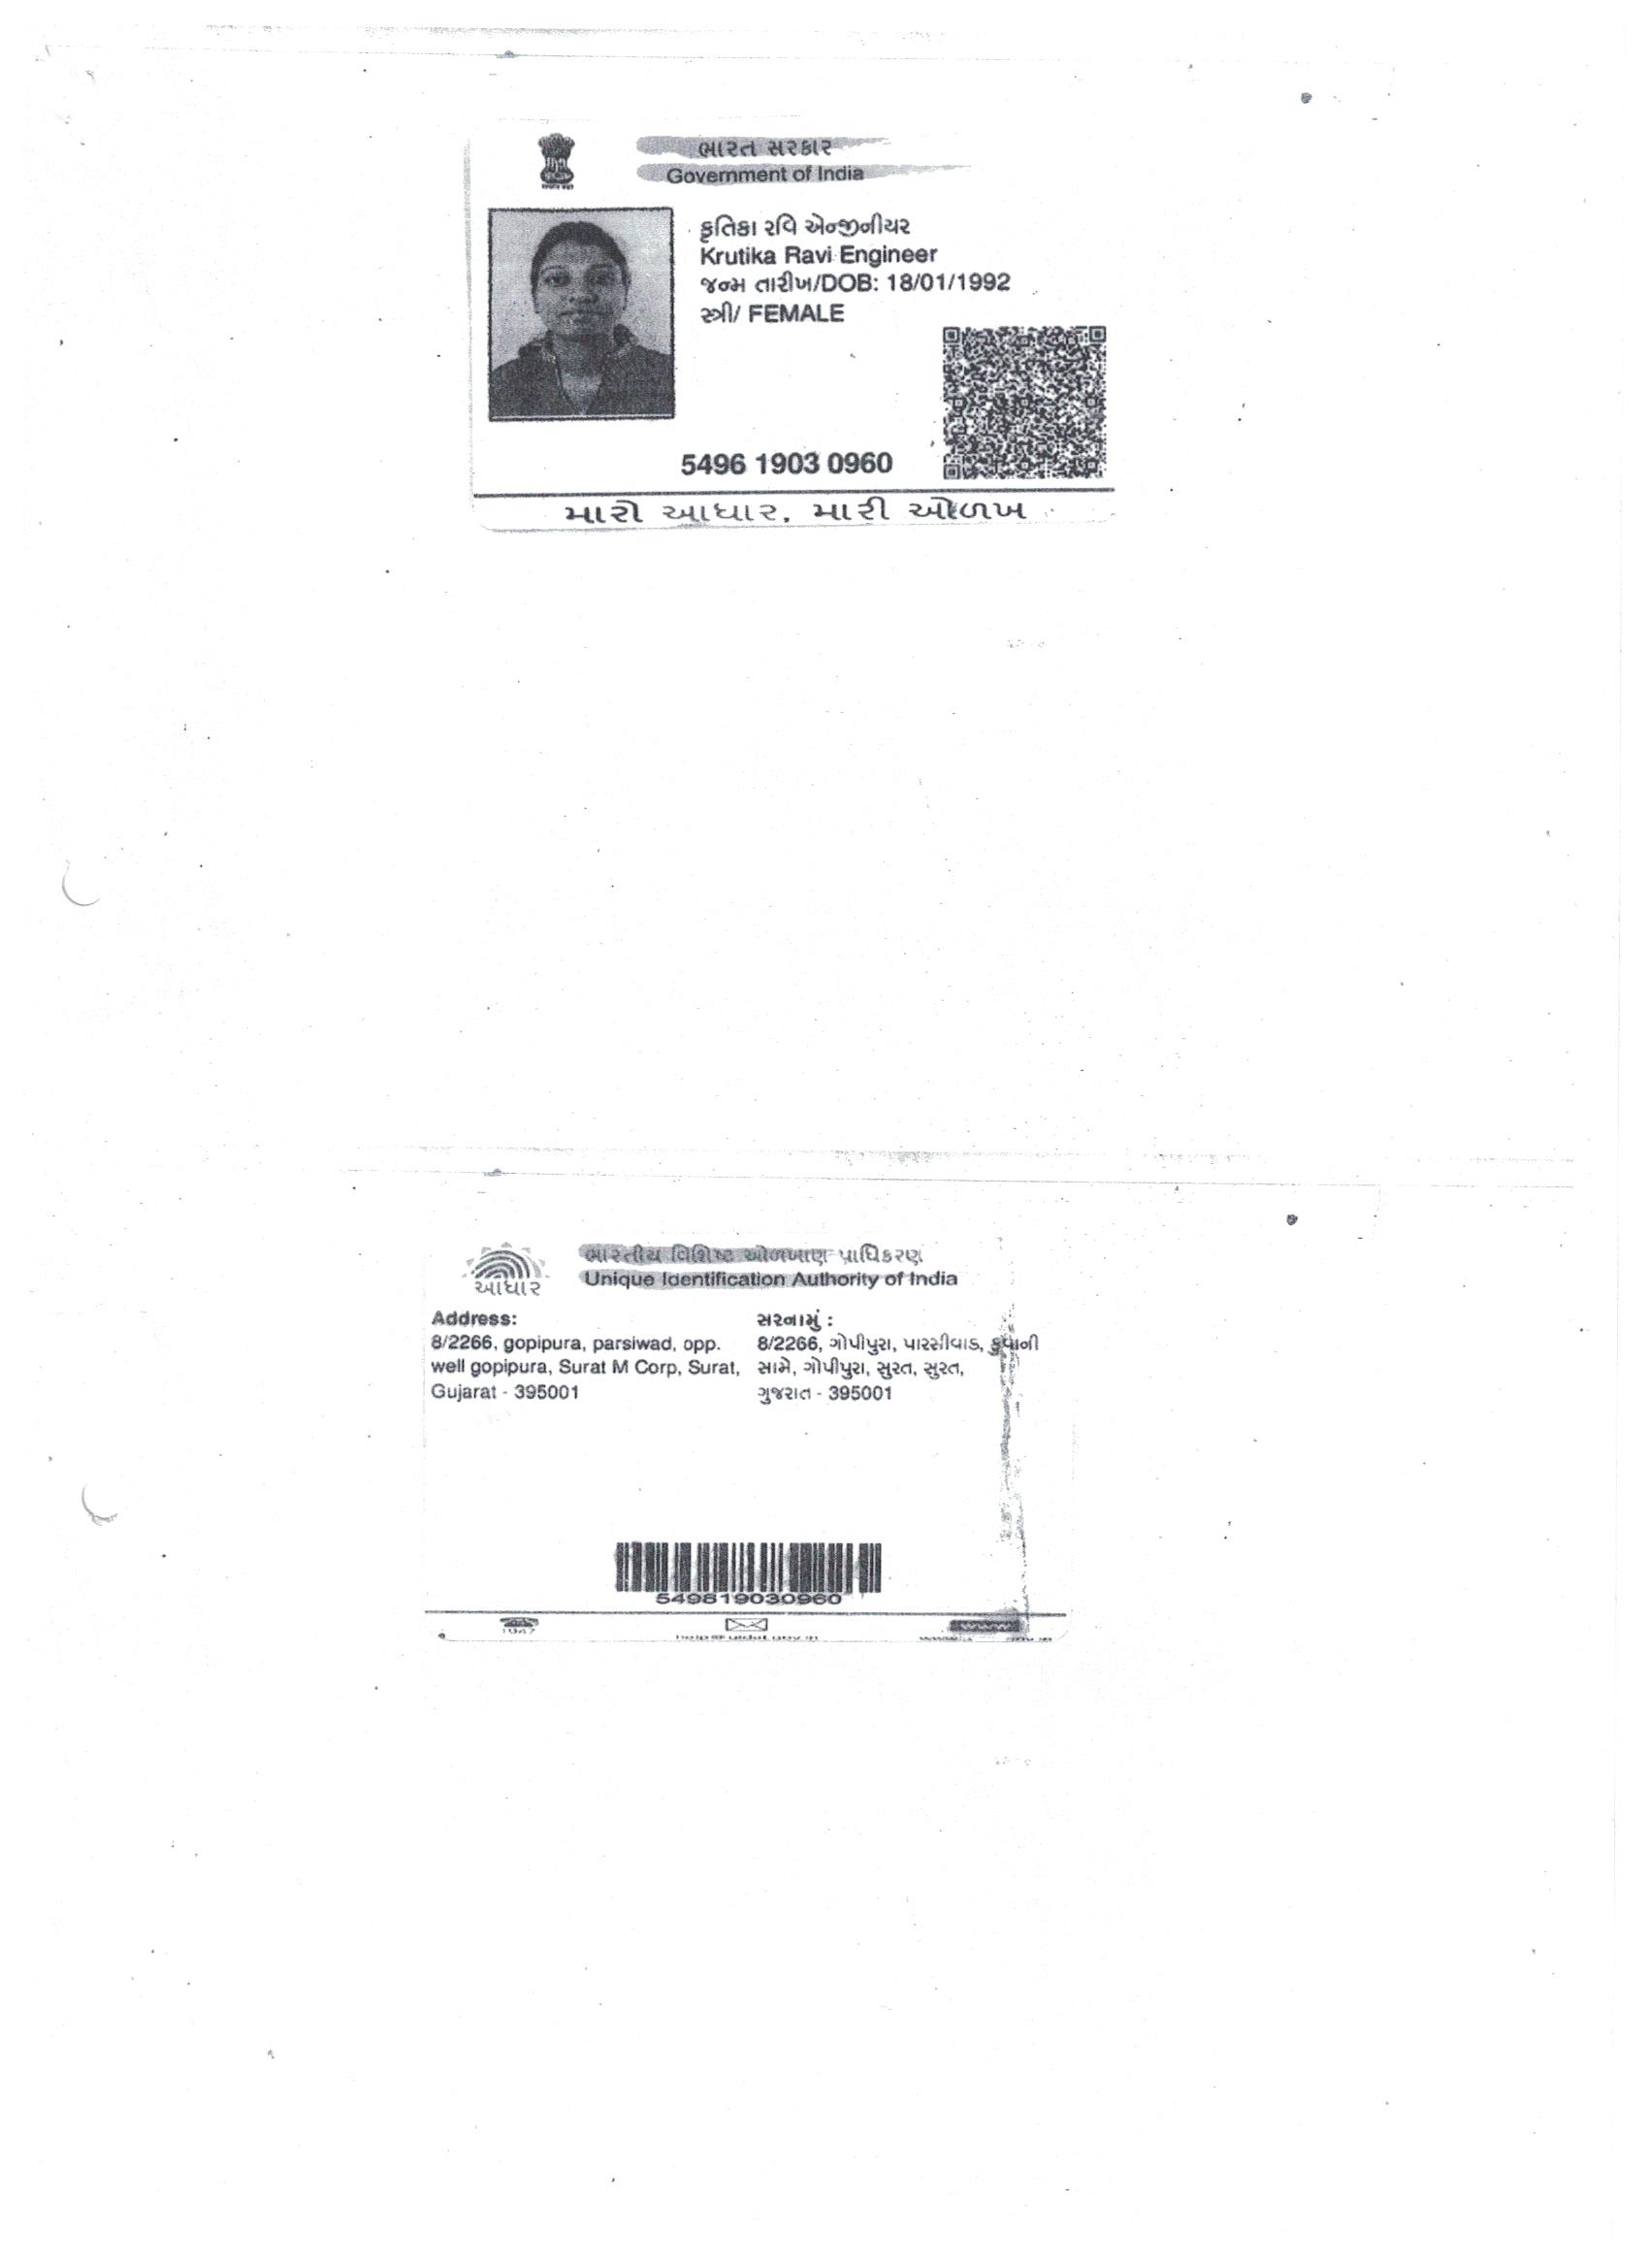 ભારત સરકાર
Government of India
કૃતિકા રવિ એન્જીનીયર
Krutika Ravi Engineer
જન્મ તારીખ/DOB: 18/01/1992
સ્ત્રી/ FEMALE
5496 1903 0960
મારો આધાર, મારી ઓળખ
આધાર
ભારતીય વિશિષ્ટ ઓળખાણ પ્રાધિકરણ
Unique Identification Authority of India
Address:
8/2266, gopipura, parsiwad, opp.
well gopipura, Surat M Corp, Surat,
Gujarat - 395001
સરનામું :
8/2266, ગોપીપુરા, પારસીવાડ, કુવાની
સામે, ગોપીપુરા, સુરત, સુરત,
ગુજરાત - 395001
549619030960
1947